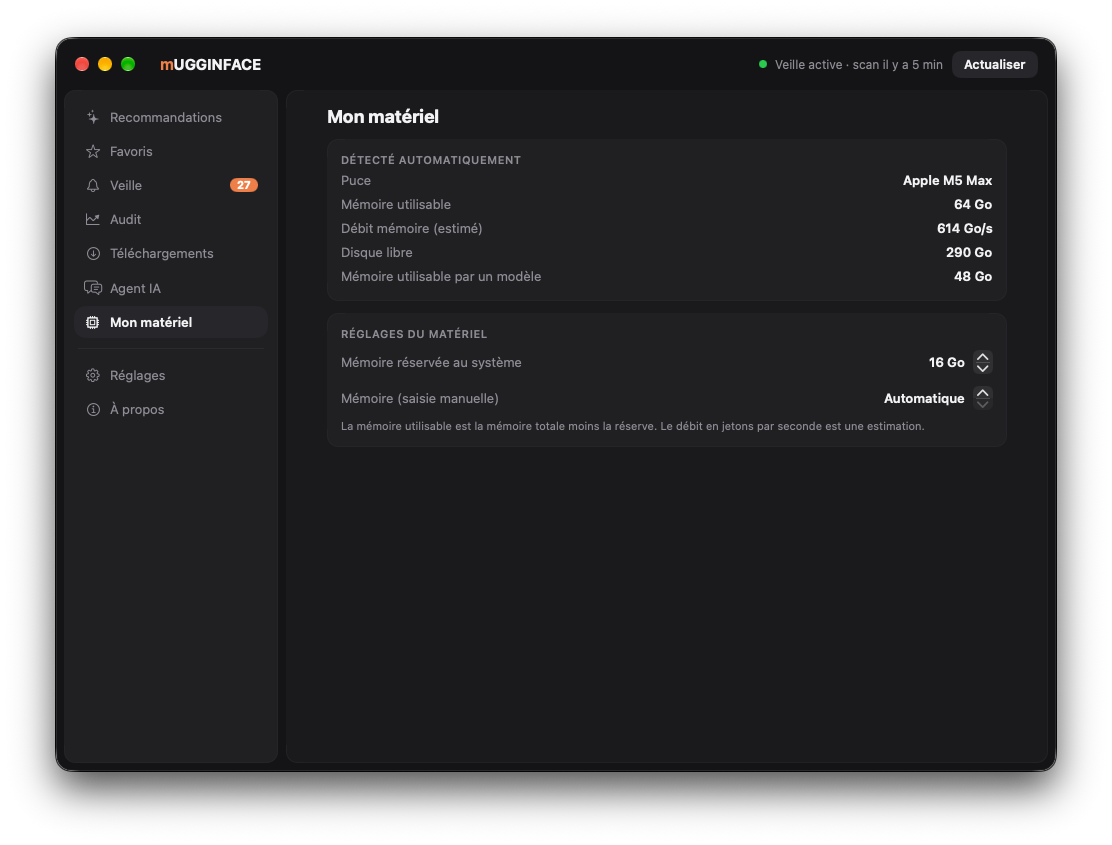 mUGGINFACE
Veille active · scan il y a 5 min
Actualiser
Recommandations
Favoris
Veille 27
Audit
Téléchargements
Agent IA
Mon matériel
Réglages
À propos
Mon matériel
DÉTECTÉ AUTOMATIQUEMENT
Puce Apple M5 Max
Mémoire utilisable 64 Go
Débit mémoire (estimé) 614 Go/s
Disque libre 290 Go
Mémoire utilisable par un modèle 48 Go
RÉGLAGES DU MATÉRIEL
Mémoire réservée au système 16 Go
Mémoire (saisie manuelle) Automatique
La mémoire utilisable est la mémoire totale moins la réserve. Le débit en jetons par seconde est une estimation.